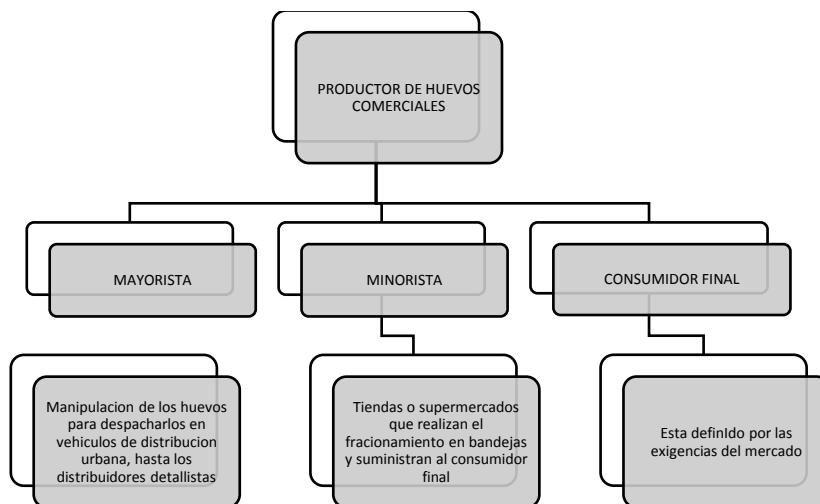 PRODUCTOR DE HUEVOS
COMERCIALES
MAYORISTA
MINORISTA
CONSUMIDOR FINAL
Manipulacion de los huevos
para despacharlos en
vehiculos de distribucion
urbana, hasta los
distribuidores detallistas
Tiendas o supermercados
que realizan el
fracionamiento en bandejas
y suministran al consumidor
final
Esta definIdo por las
exigencias del mercado